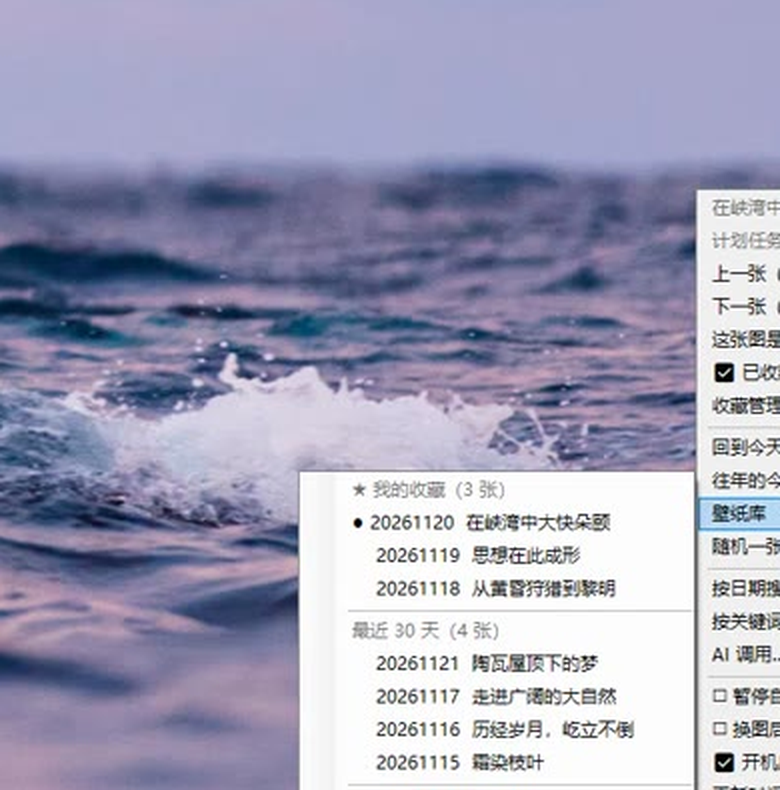 在峡湾中
计划任务
上一张
下一张
这张图是
已收
收藏管理
回到今天
往年的今
壁纸库
随机一张
按日期搜
按关键词
AI 调用..
暂停自
换图后
开机
★ 我的收藏（3 张）
● 20261120 在峡湾中大快朵颐
20261119 思想在此成形
20261118 从黄昏狩猎到黎明
最近 30 天（4 张）
20261121 陶瓦屋顶下的梦
20261117 走进广阔的大自然
20261116 历经岁月，屹立不倒
20261115 霜染枝叶